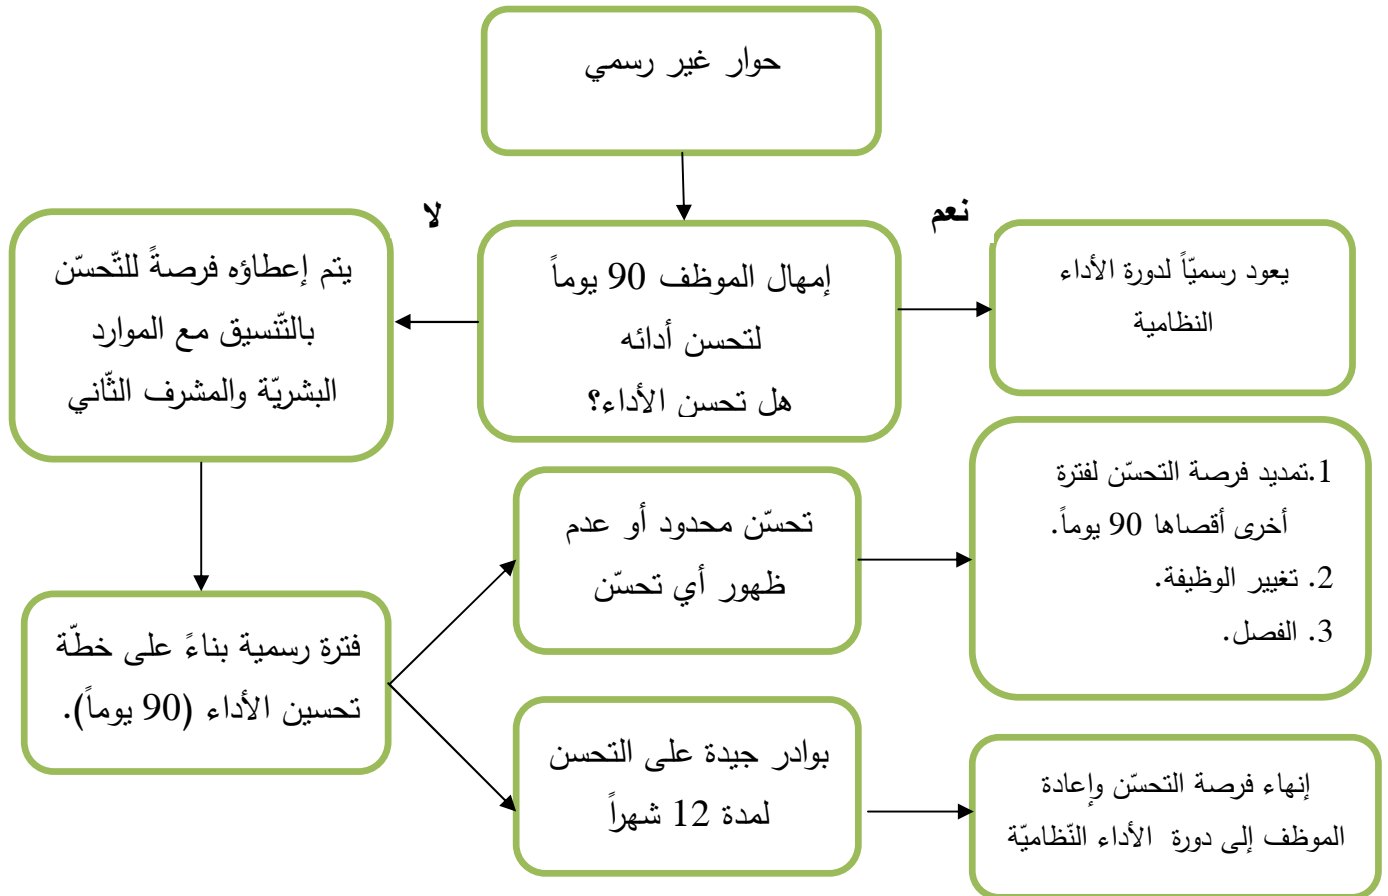 حوار غير رسمي
نعم
لا
إمهال الموظف 90 يوماً
لتحسن أدائه
هل تحسن الأداء؟
يعود رسميّاً لدورة الأداء
النظامية
يتم إعطاؤه فرصةً للتّحسّن
بالتّنسيق مع الموارد
البشريّة والمشرف الثّاني
فترة رسمية بناءً على خطّة
تحسين الأداء (90 يوماً).
تحسّن محدود أو عدم
ظهور أي تحسّن
1.تمديد فرصة التحسّن لفترة
أخرى أقصاها 90 يوماً.
2. تغيير الوظيفة.
3. الفصل.
بوادر جيدة على التحسن
لمدة 12 شهراً
إنهاء فرصة التحسّن وإعادة
الموظف إلى دورة الأداء النّظاميّة